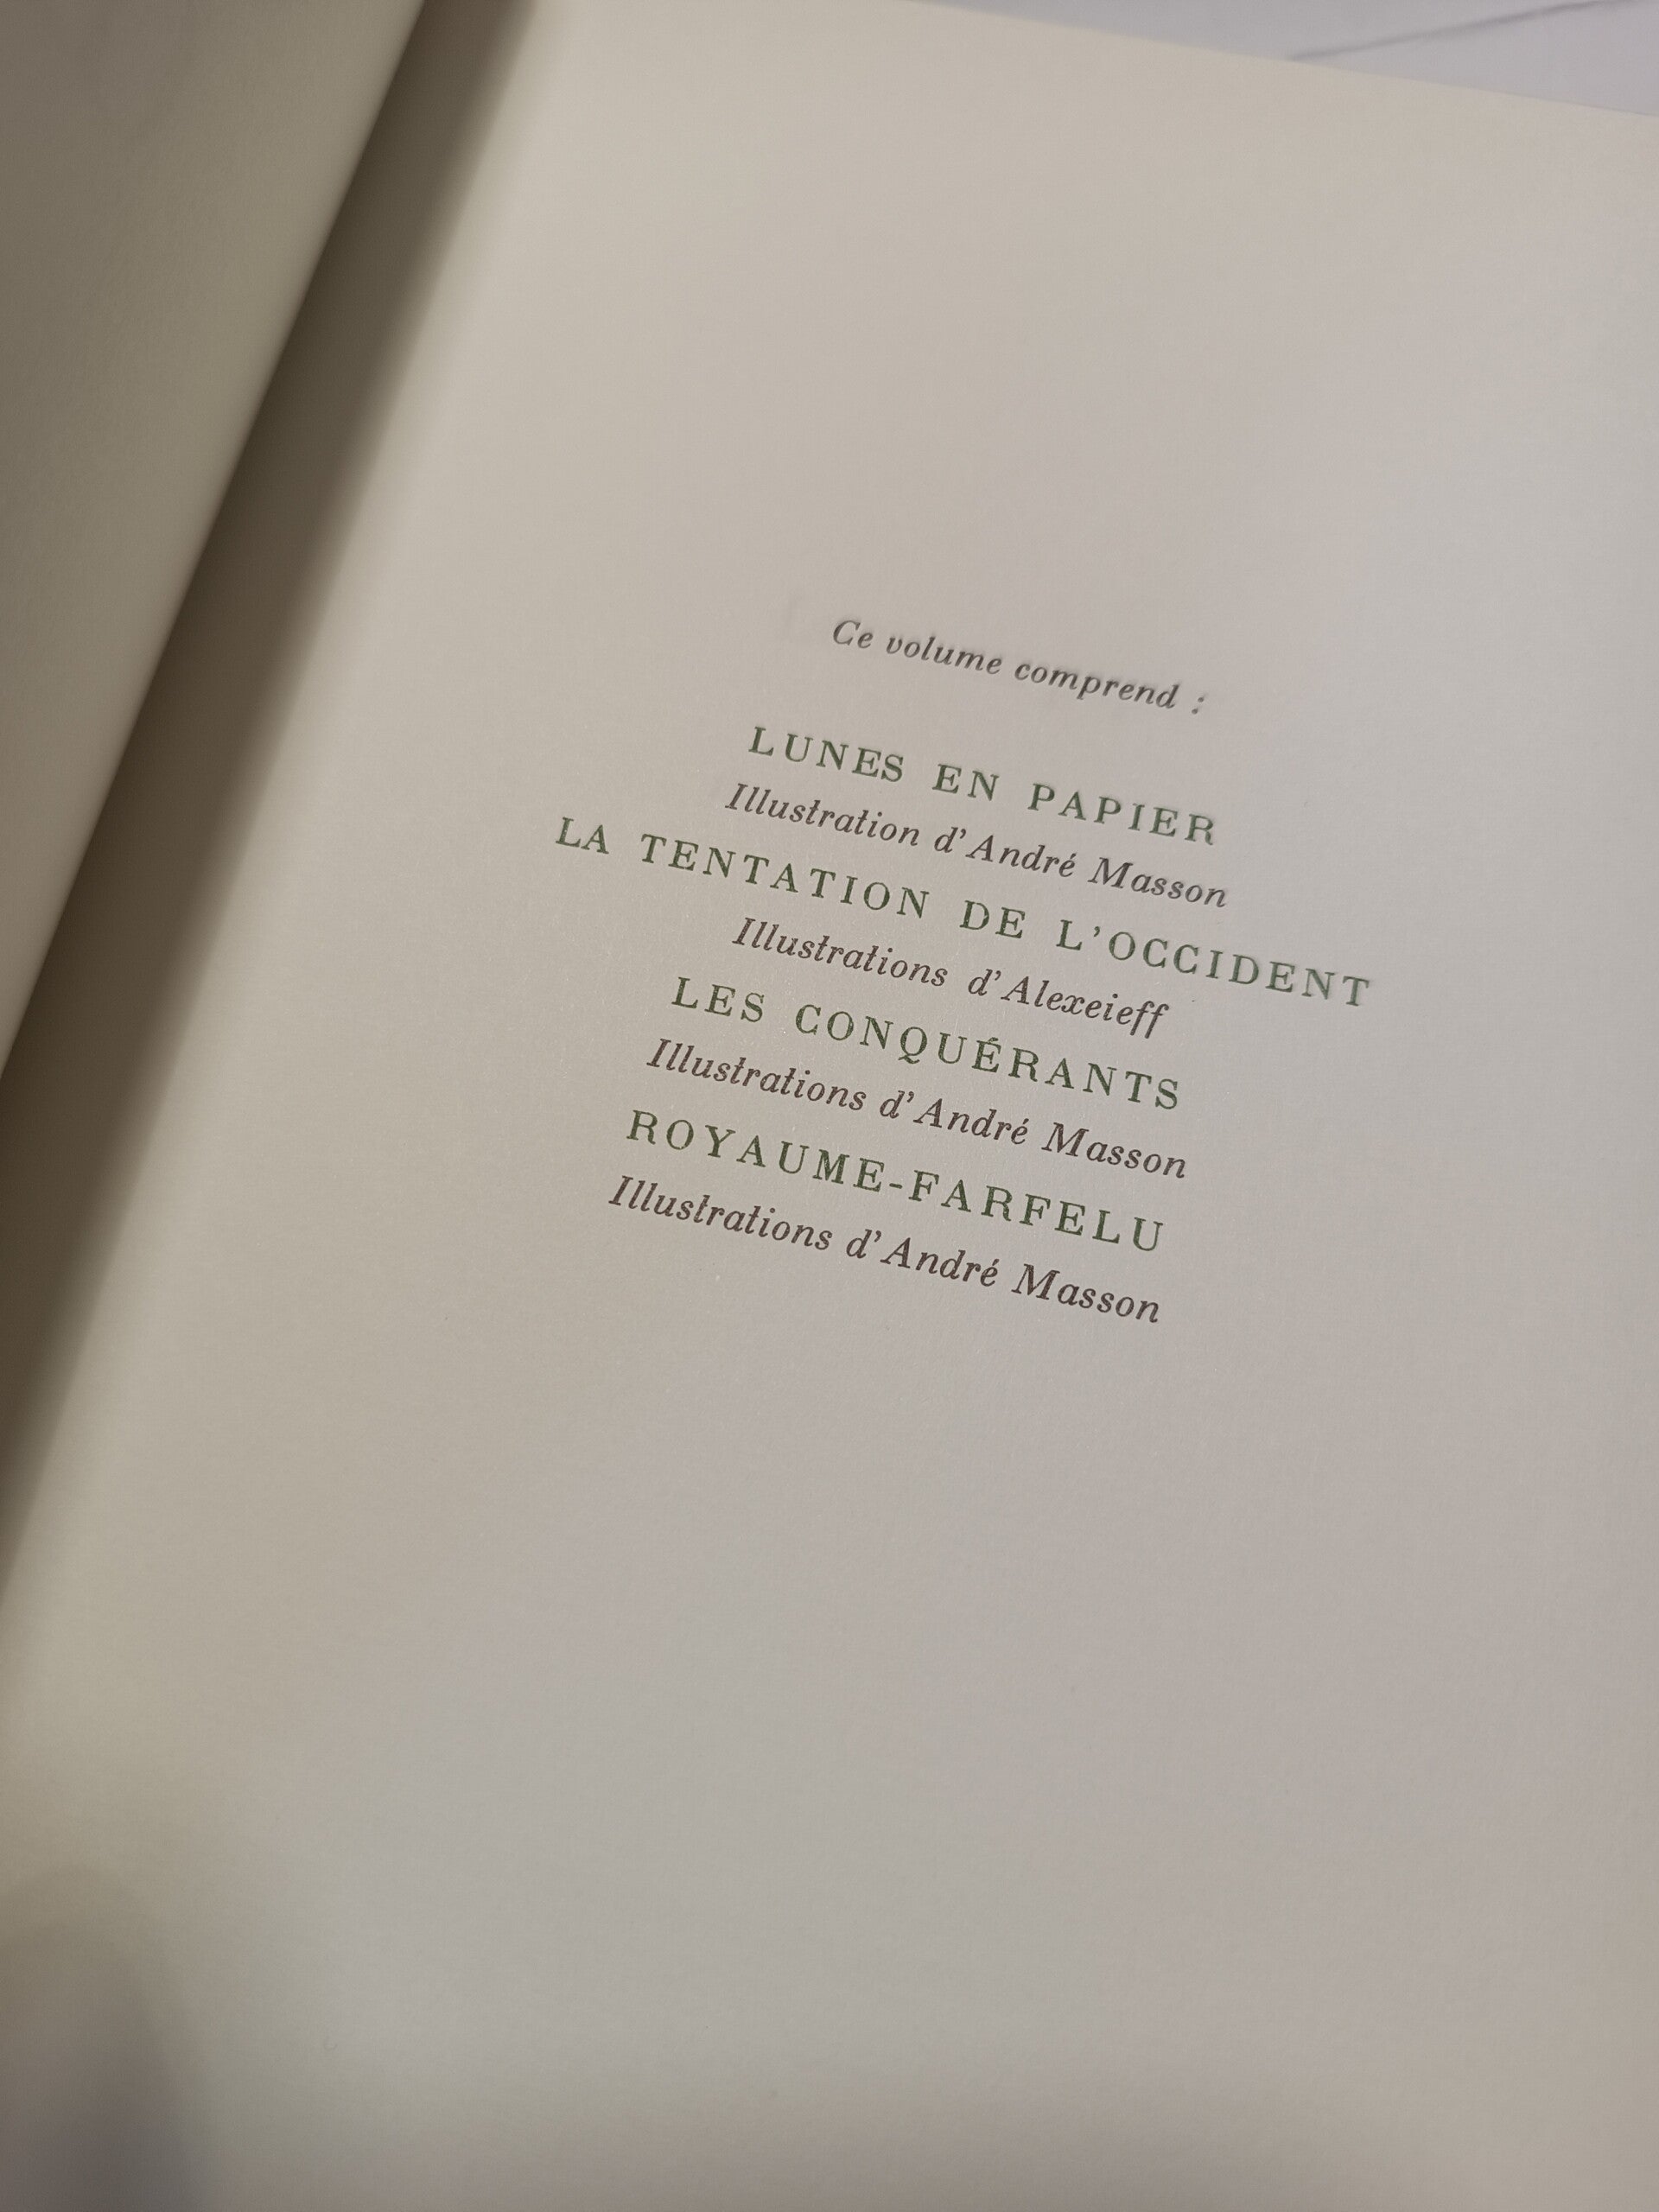 Ce volume comprend :
LUNES EN PAPIER
Illustration d'André Masson
LA TENTATION DE L'OCCIDENT
Illustrations d'Alexeieff
LES CONQUÉRANTS
Illustrations d'André Masson
ROYAUME-FARFELU
Illustrations d'André Masson